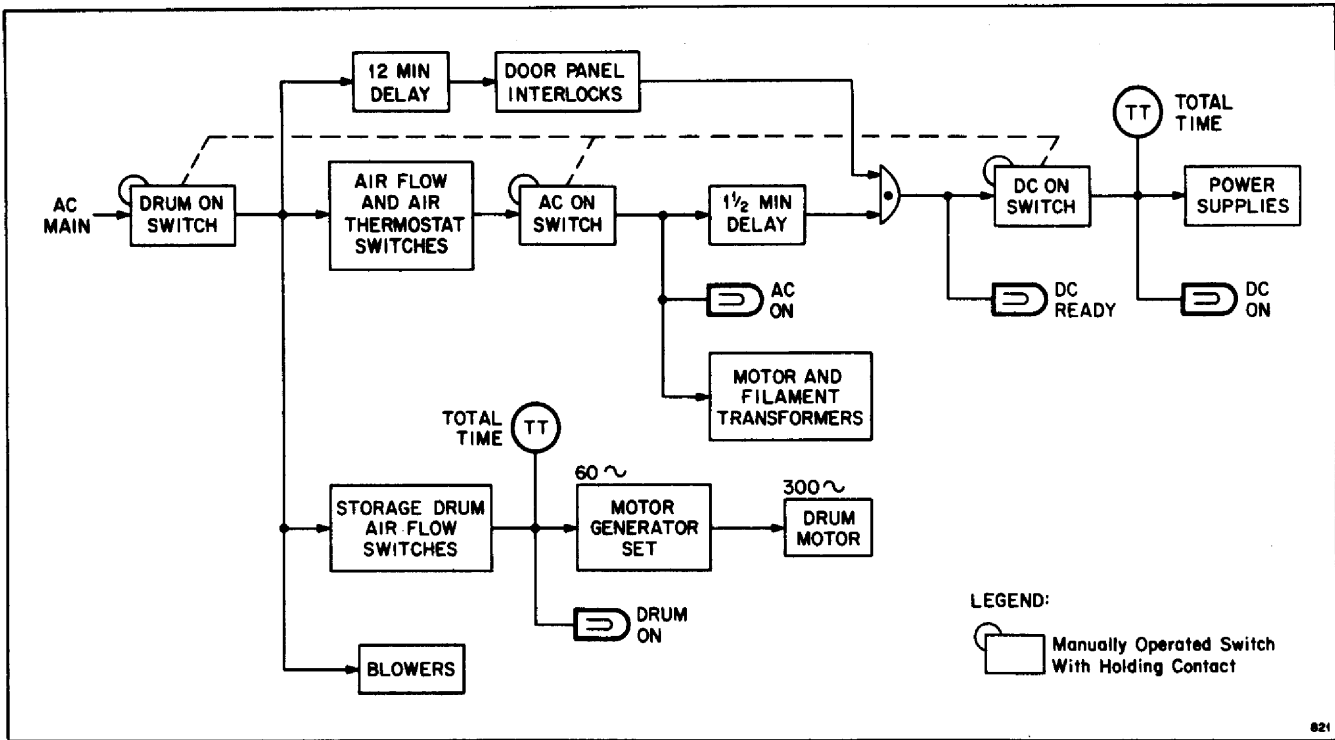 12 MIN
DELAY
DOOR PANEL
INTERLOCKS
TT
TOTAL
TIME
AC
MAIN
DRUM ON
SWITCH
AIR FLOW
AND AIR
THERMOSTAT
SWITCHES
AC ON
SWITCH
1 1/2 MIN
DELAY
DC ON
SWITCH
POWER
SUPPLIES
AC
ON
DC
READY
DC
ON
MOTOR AND
FILAMENT
TRANSFORMERS
TOTAL
TIME
TT
STORAGE DRUM
AIR FLOW
SWITCHES
60~
MOTOR
GENERATOR
SET
300~
DRUM
MOTOR
DRUM
ON
BLOWERS
LEGEND:
Manually Operated Switch
With Holding Contact
821